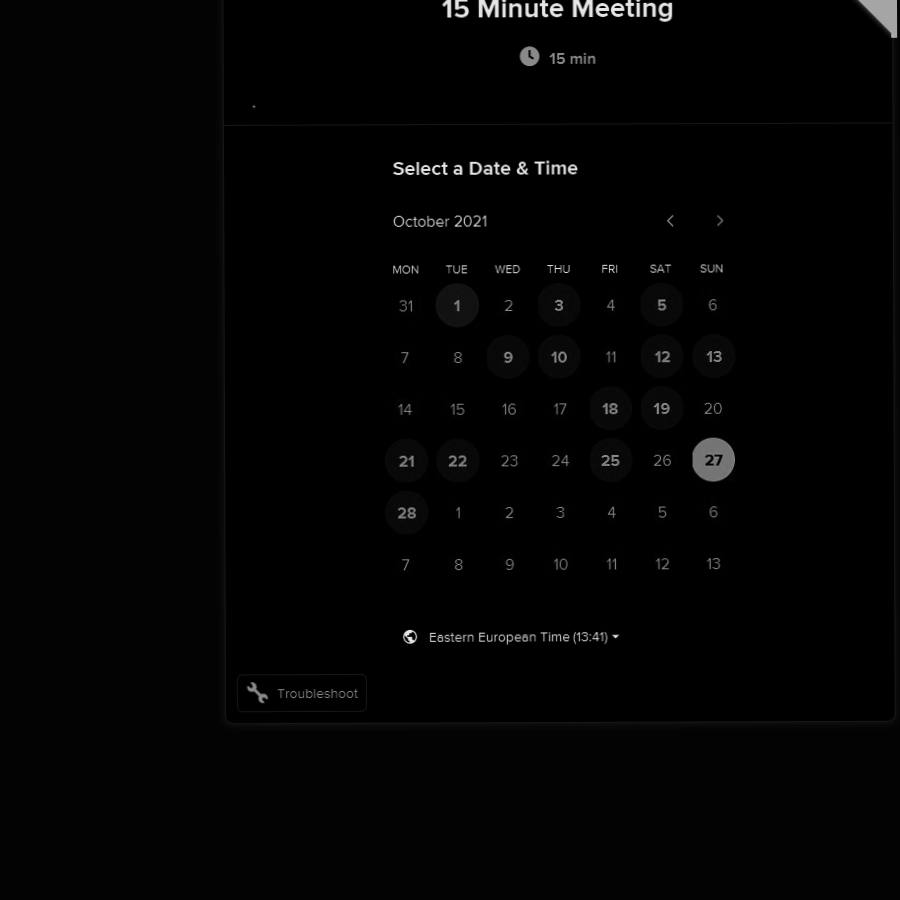 15 Minute Meeting
15 min
.
Select a Date & Time
October 2021
MON TUE WED THU FRI SAT SUN
31 1 2 3 4 5 6
7 8 9 10 11 12 13
14 15 16 17 18 19 20
21 22 23 24 25 26 27
28 1 2 3 4 5 6
7 8 9 10 11 12 13
Eastern European Time (13:41)
Troubleshoot